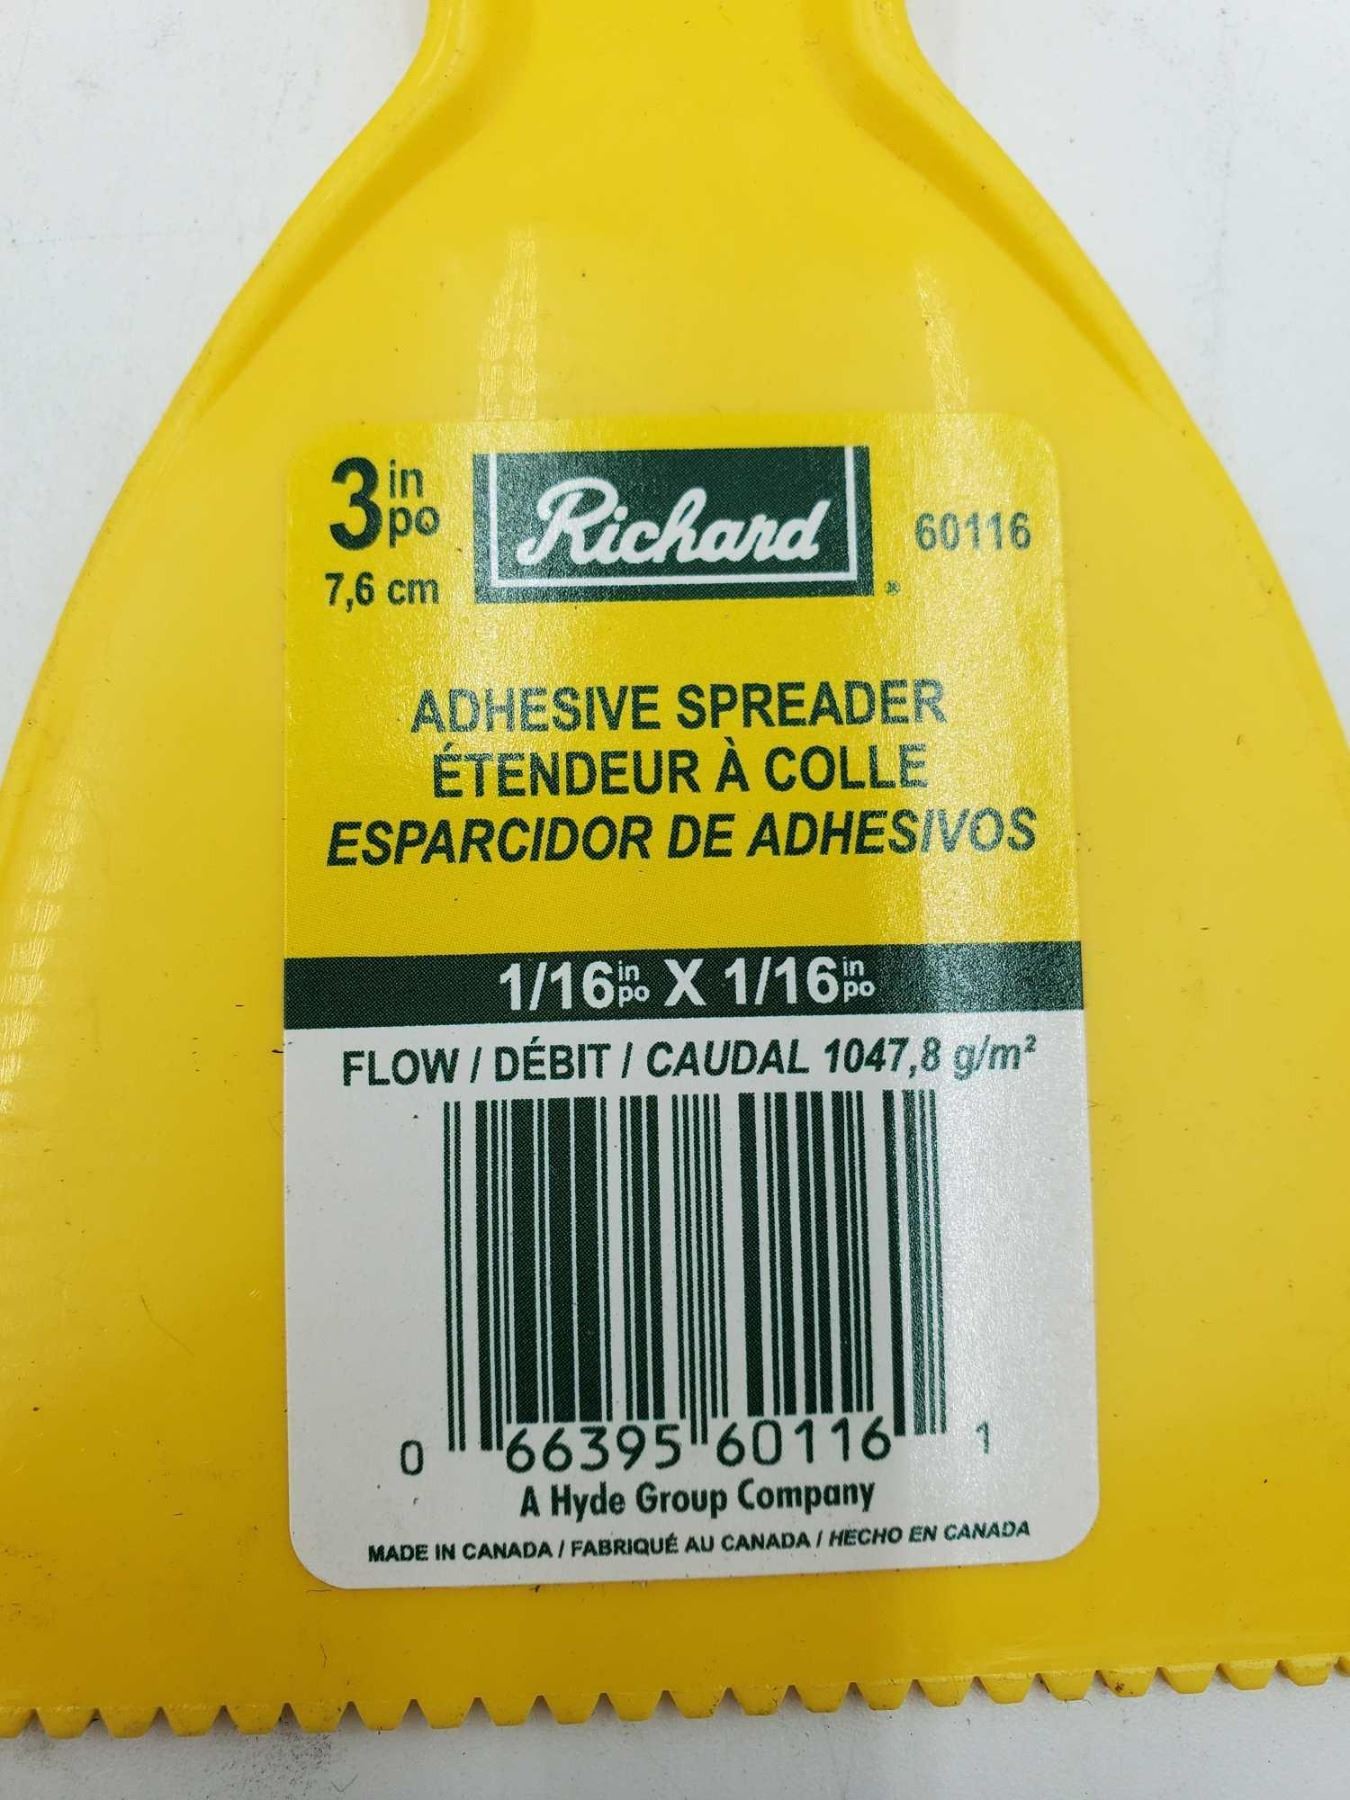 3 in po
7,6 cm
Richard
60116
ADHESIVE SPREADER
ÉTENDEUR À COLLE
ESPARCIDOR DE ADHESIVOS
1/16 in po X 1/16 in po
FLOW / DÉBIT / CAUDAL 1047,8 g/m²
0 66395 60116 1
A Hyde Group Company
MADE IN CANADA / FABRIQUÉ AU CANADA / HECHO EN CANADA